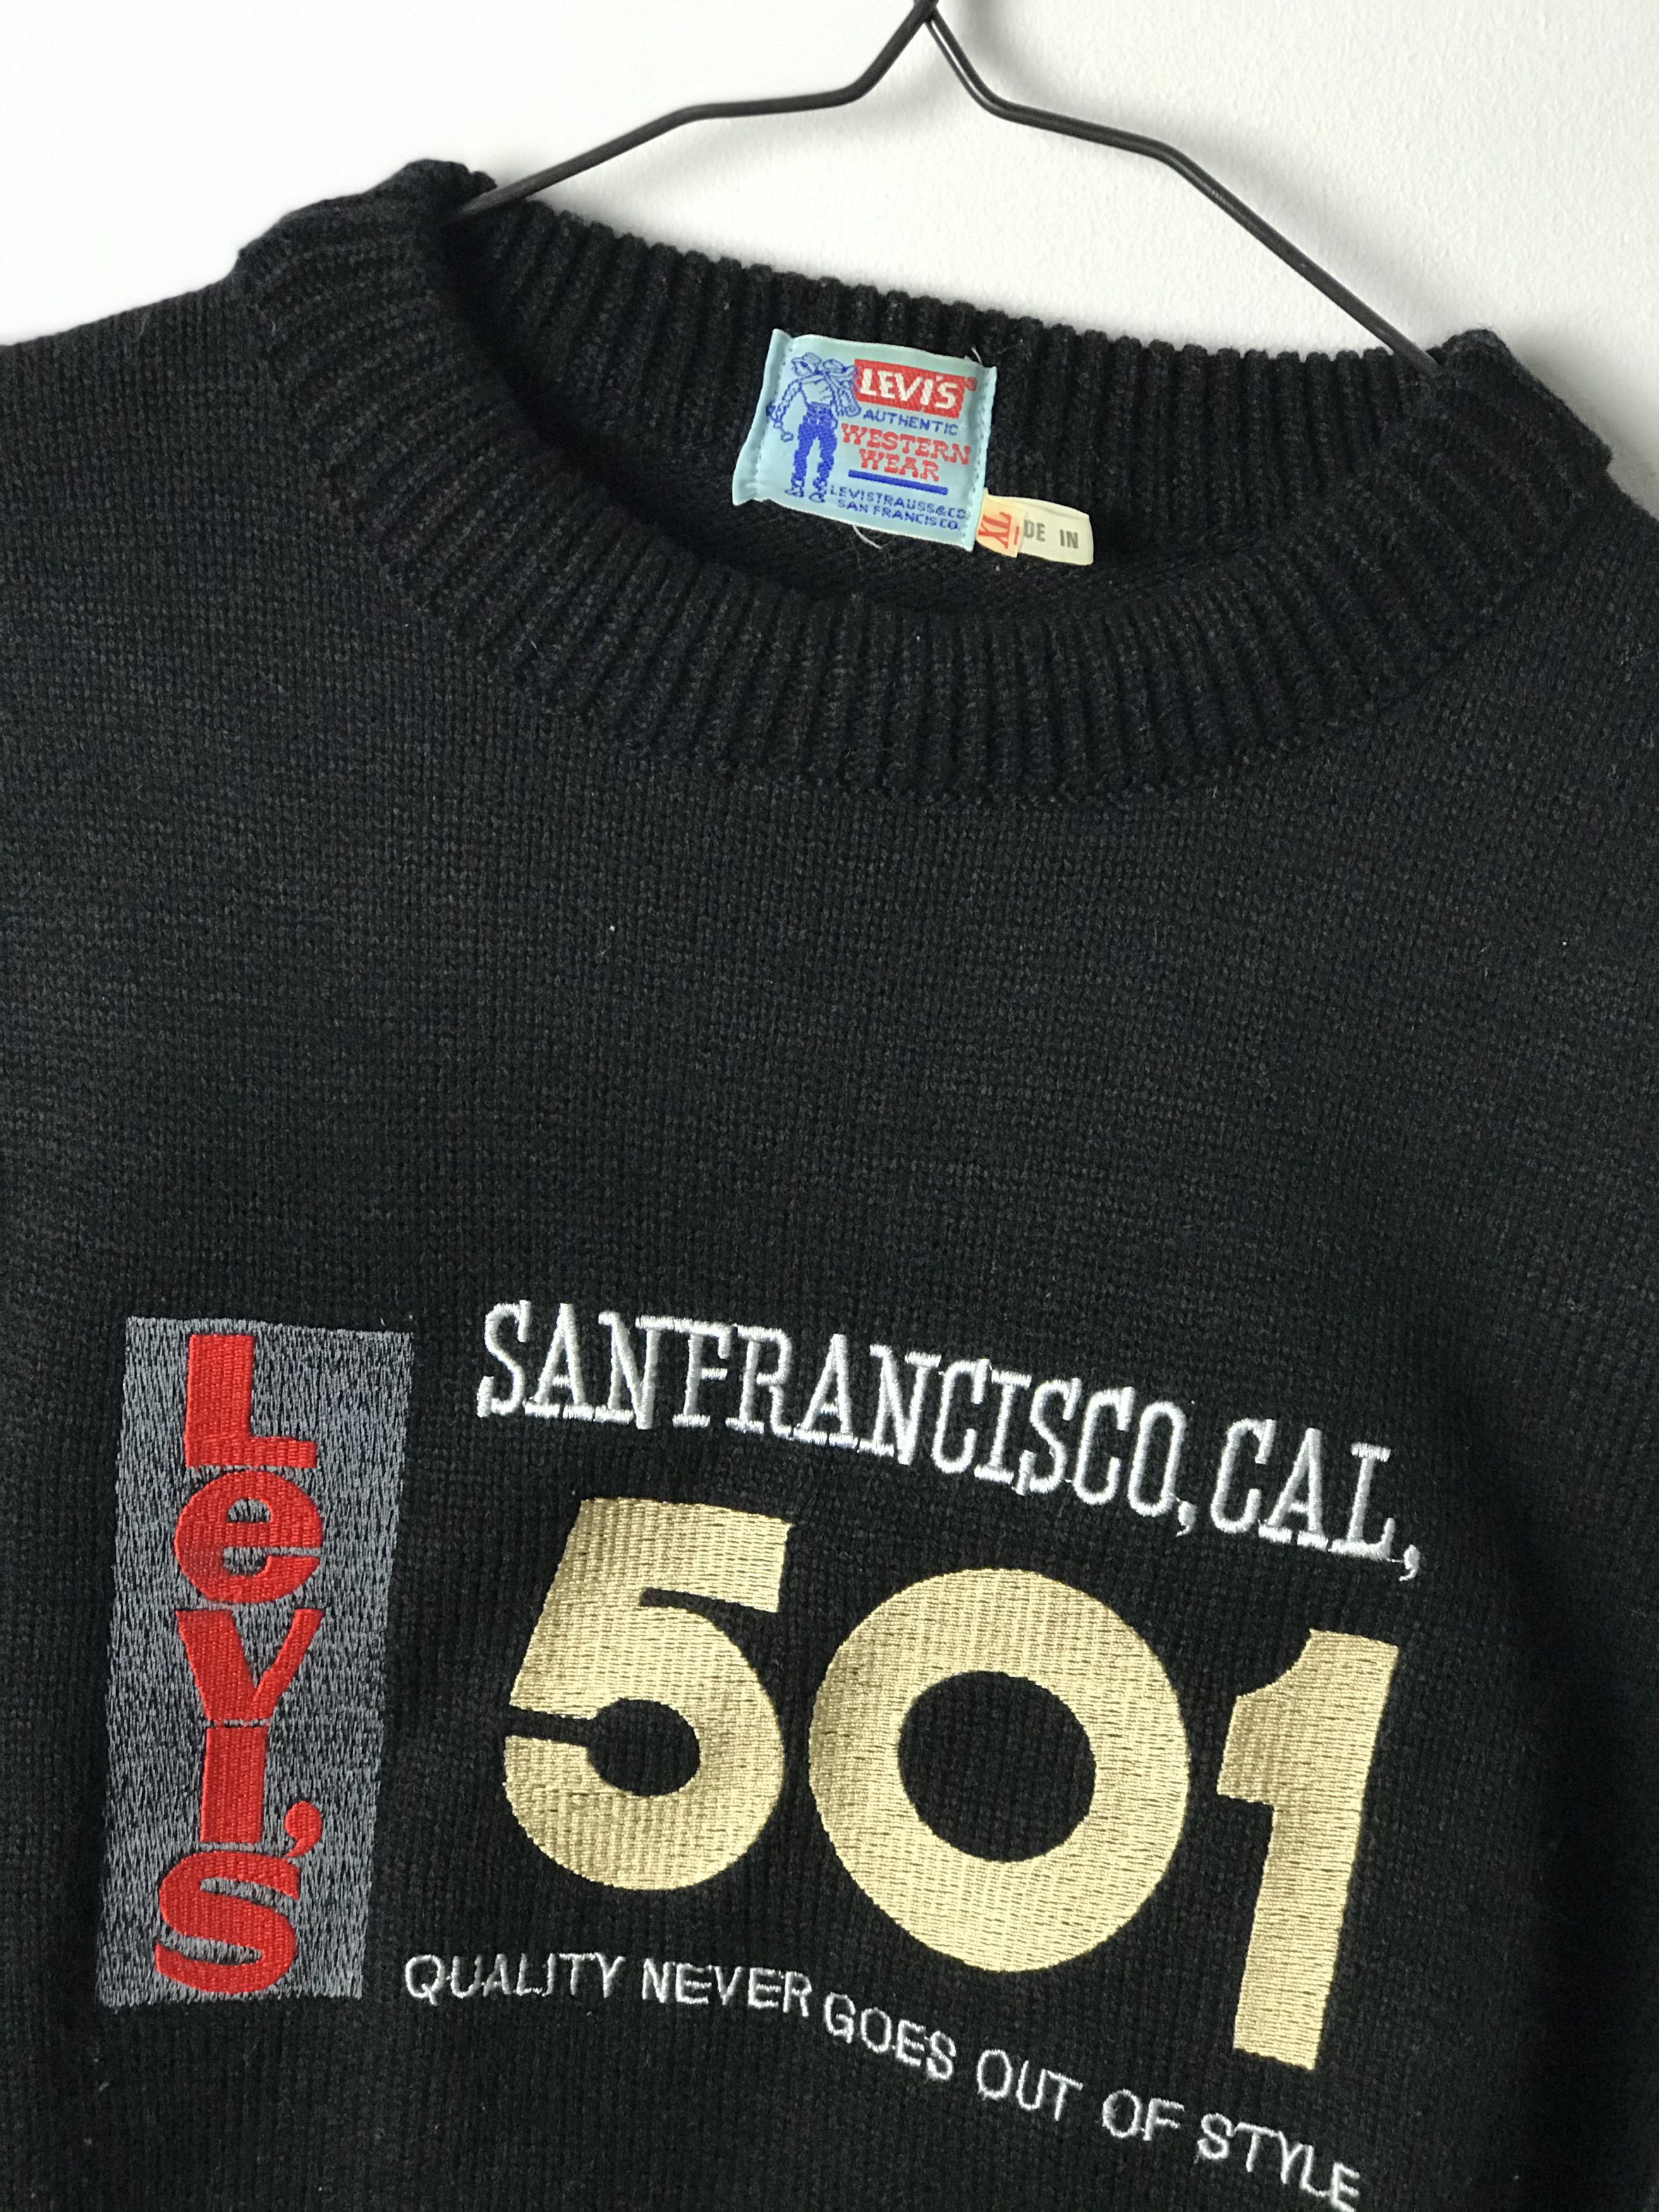 LEVI'S
AUTHENTIC
WESTERN
WEAR
LEVI STRAUSS & CO.
SAN FRANCISCO.
XL
DE IN
SANFRANCISCO,CAL,
Levi's
501
QUALITY NEVER GOES OUT OF STYLE